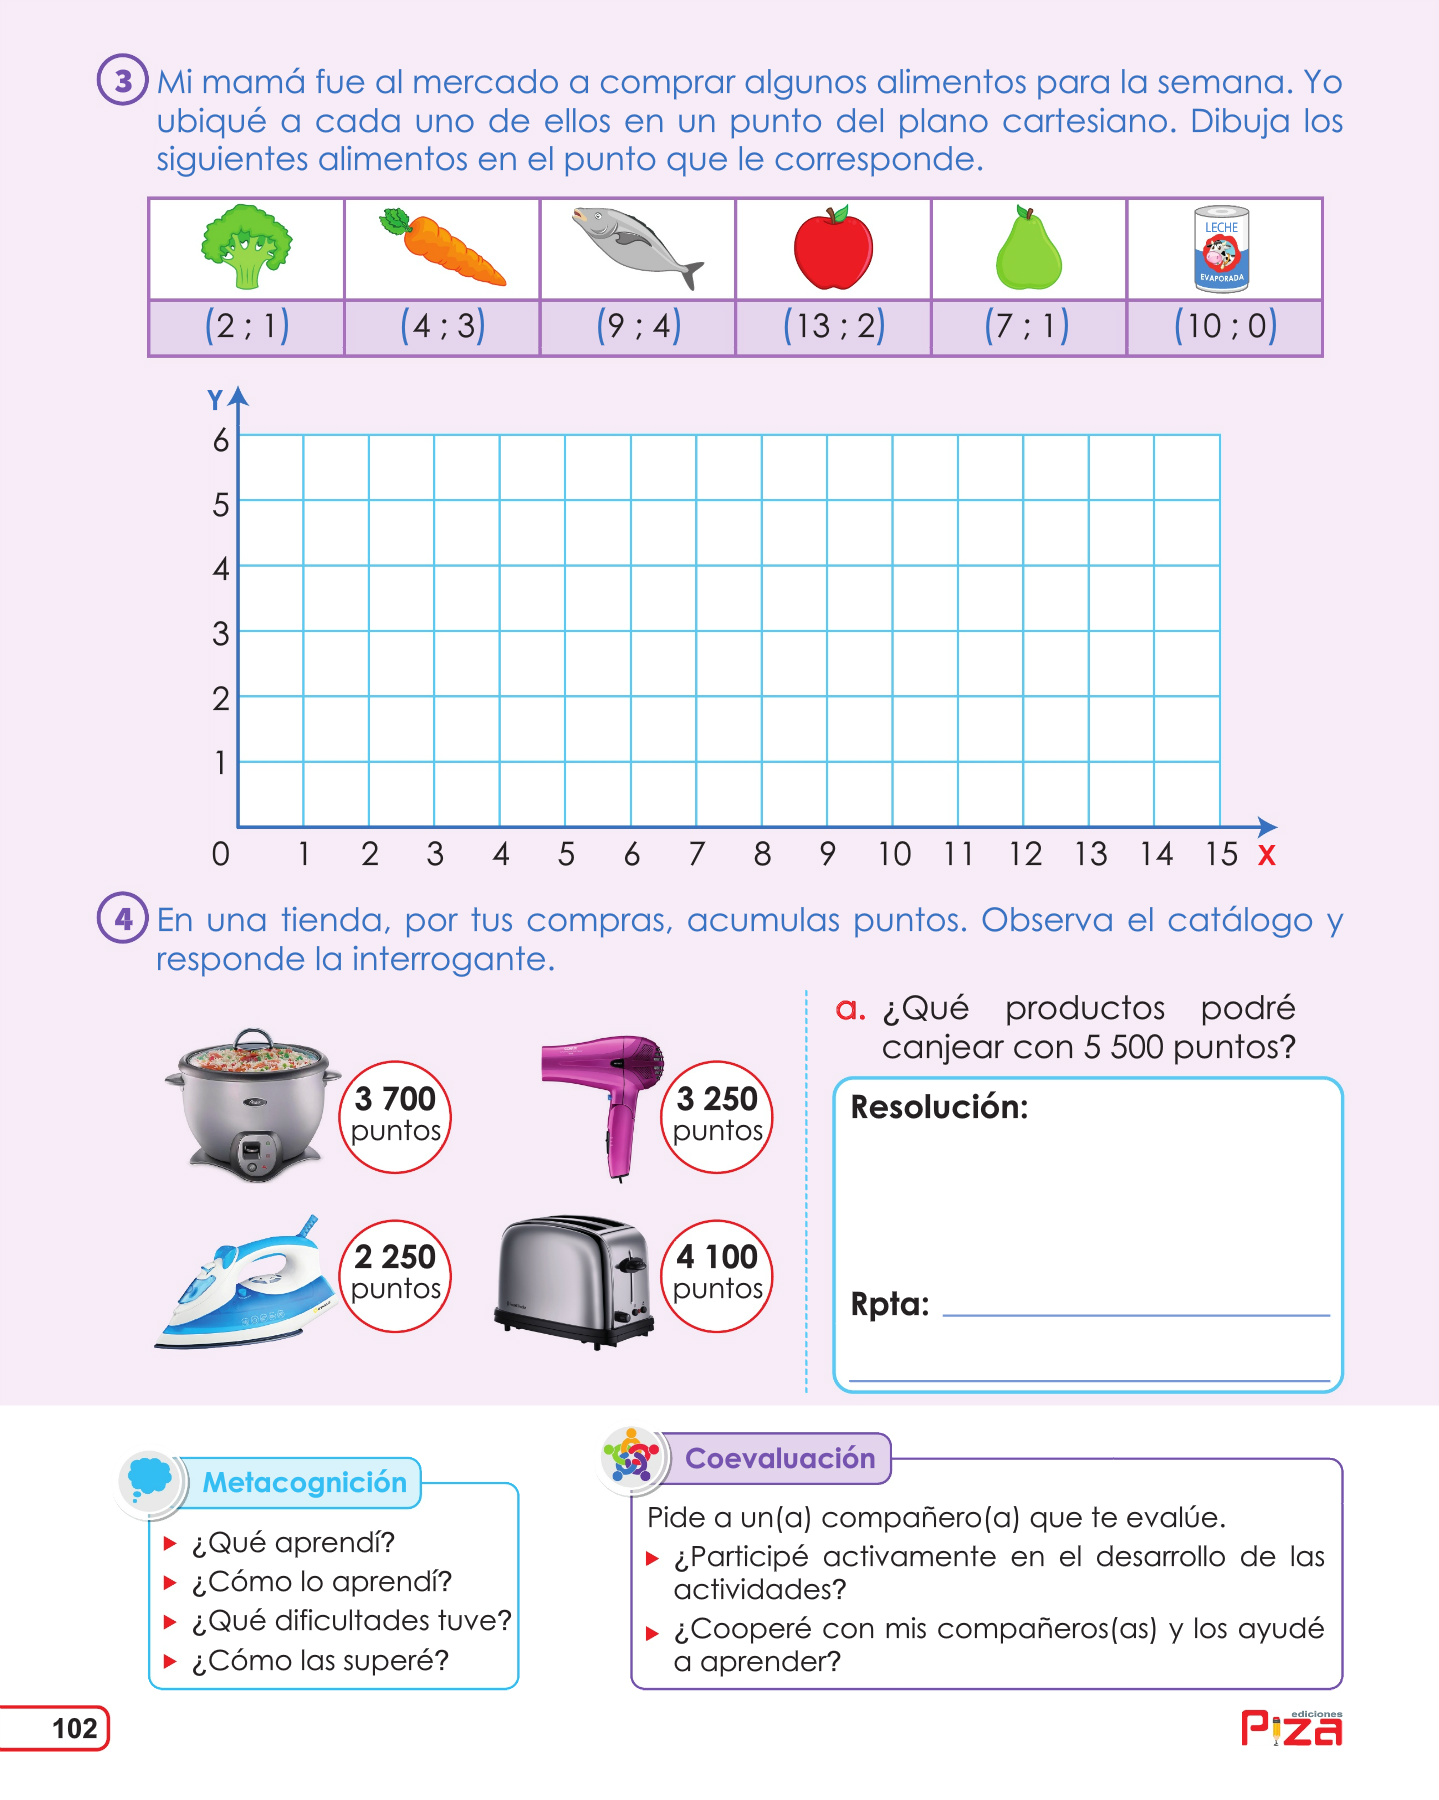 3 Mi mamá fue al mercado a comprar algunos alimentos para la semana. Yo
ubiqué a cada uno de ellos en un punto del plano cartesiano. Dibuja los
siguientes alimentos en el punto que le corresponde.
LECHE
EVAPORADA
(2 ; 1) (4 ; 3) (9 ; 4) (13 ; 2) (7 ; 1) (10 ; 0)
Y
6
5
4
3
2
1
0 1 2 3 4 5 6 7 8 9 10 11 12 13 14 15 X
4 En una tienda, por tus compras, acumulas puntos. Observa el catálogo y
responde la interrogante.
3 700
puntos
3 250
puntos
2 250
puntos
4 100
puntos
a. ¿Qué productos podré
canjear con 5 500 puntos?
Resolución:
Rpta:
Metacognición
¿Qué aprendí?
¿Cómo lo aprendí?
¿Qué dificultades tuve?
¿Cómo las superé?
Coevaluación
Pide a un(a) compañero(a) que te evalúe.
¿Participé activamente en el desarrollo de las
actividades?
¿Cooperé con mis compañeros(as) y los ayudé
a aprender?
102
ediciones
Piza